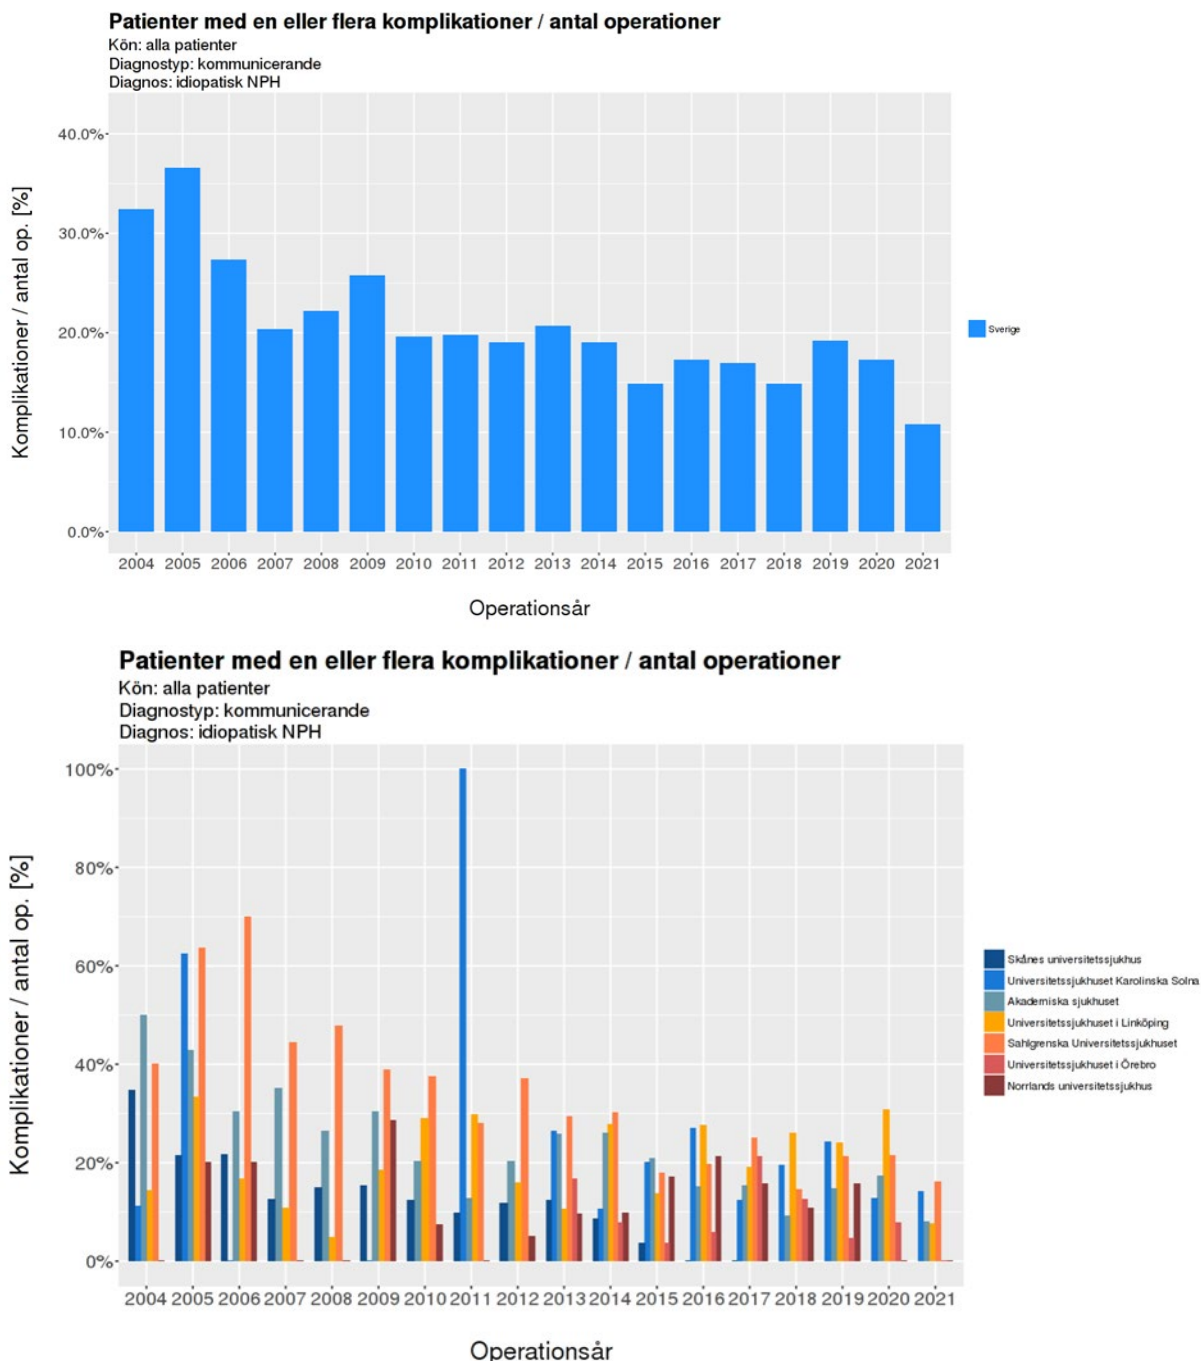 Patienter med en eller flera komplikationer / antal operationer
Kön: alla patienter
Diagnostyp: kommunicerande
Diagnos: idiopatisk NPH
Komplikationer / antal op. [%]
40.0%
30.0%
20.0%
10.0%
0.0%
2004 2005 2006 2007 2008 2009 2010 2011 2012 2013 2014 2015 2016 2017 2018 2019 2020 2021
Operationsår
Sverige
Patienter med en eller flera komplikationer / antal operationer
Kön: alla patienter
Diagnostyp: kommunicerande
Diagnos: idiopatisk NPH
Komplikationer / antal op. [%]
100%
80%
60%
40%
20%
0%
2004 2005 2006 2007 2008 2009 2010 2011 2012 2013 2014 2015 2016 2017 2018 2019 2020 2021
Operationsår
Skånes universitetssjukhus
Universitetssjukhuset Karolinska Solna
Akademiska sjukhuset
Universitetssjukhuset i Linköping
Sahlgrenska Universitetssjukhuset
Universitetssjukhuset i Örebro
Norrlands universitetssjukhus